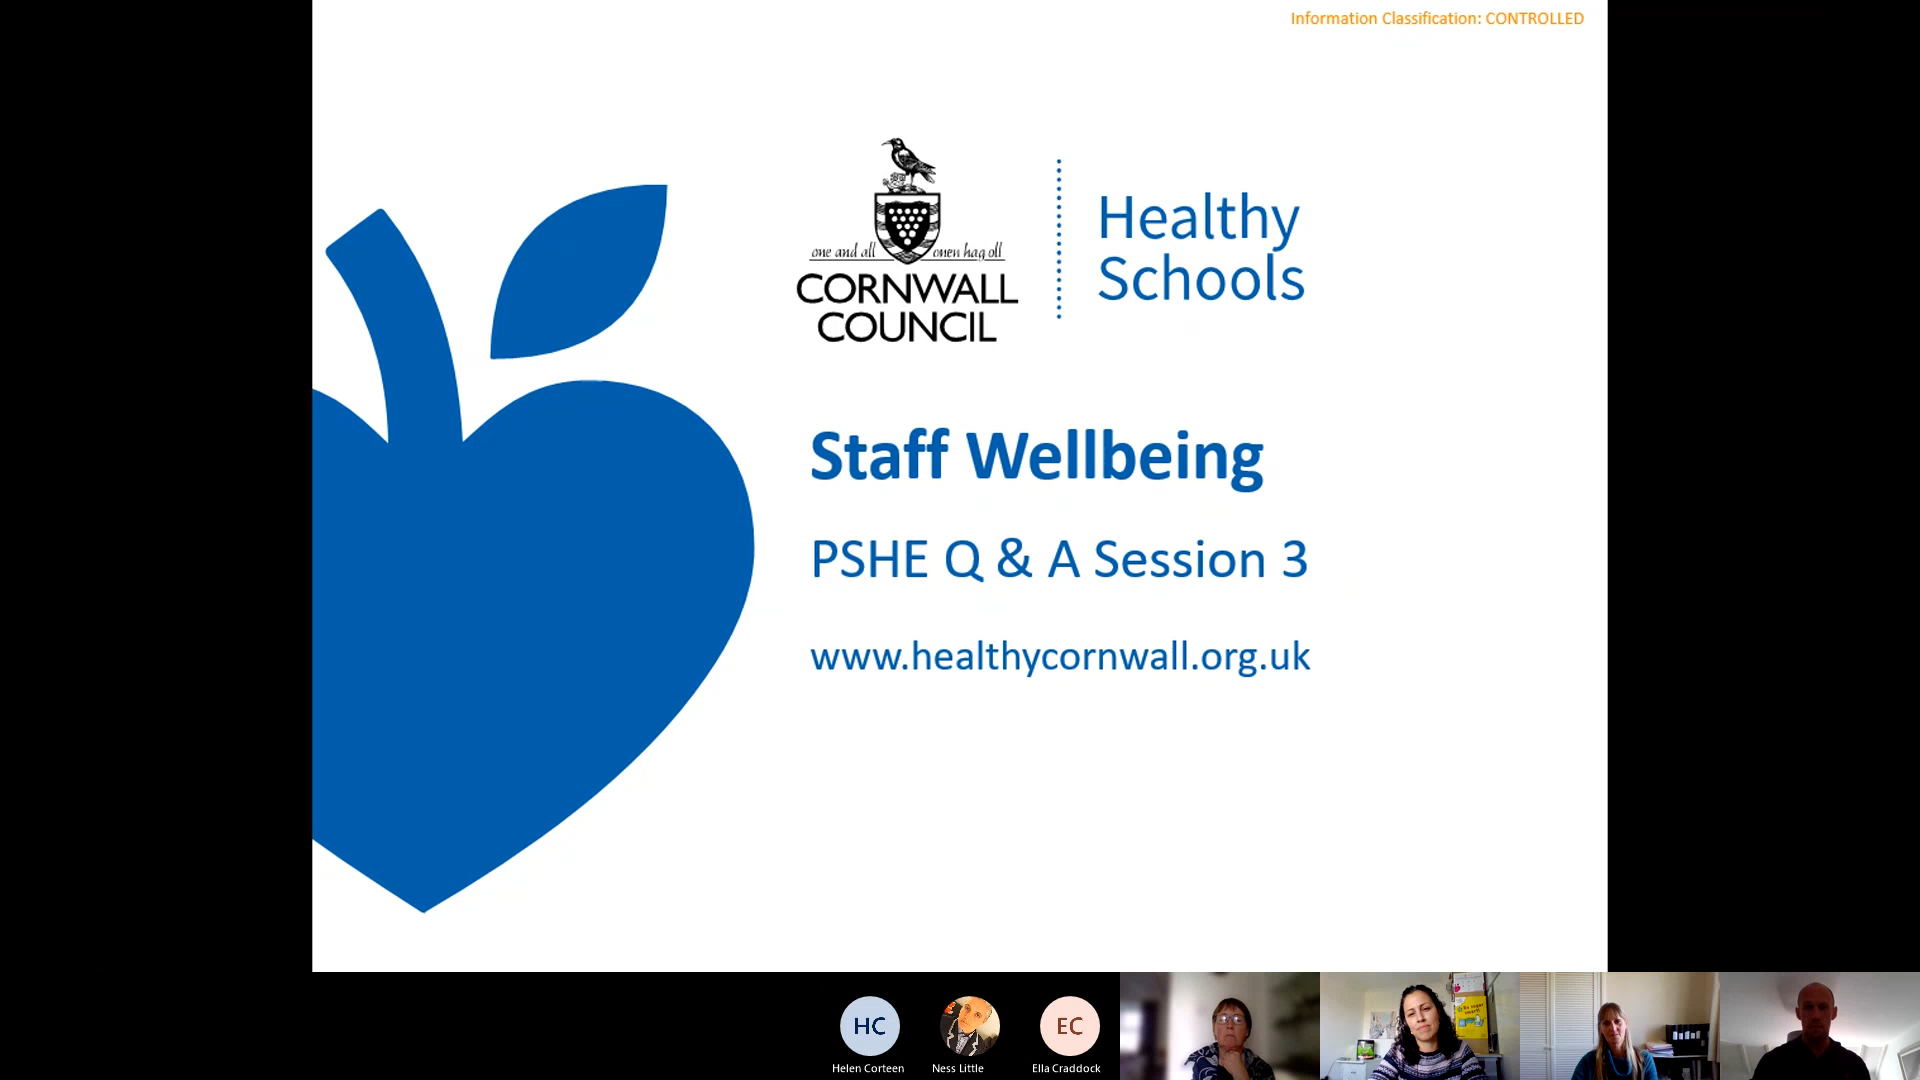 Information Classification: CONTROLLED
one and all onen hag oll
CORNWALL
COUNCIL
Healthy
Schools
Staff Wellbeing
PSHE Q & A Session 3
www.healthycornwall.org.uk
HC
EC
Helen Corteen
Ness Little
Ella Craddock